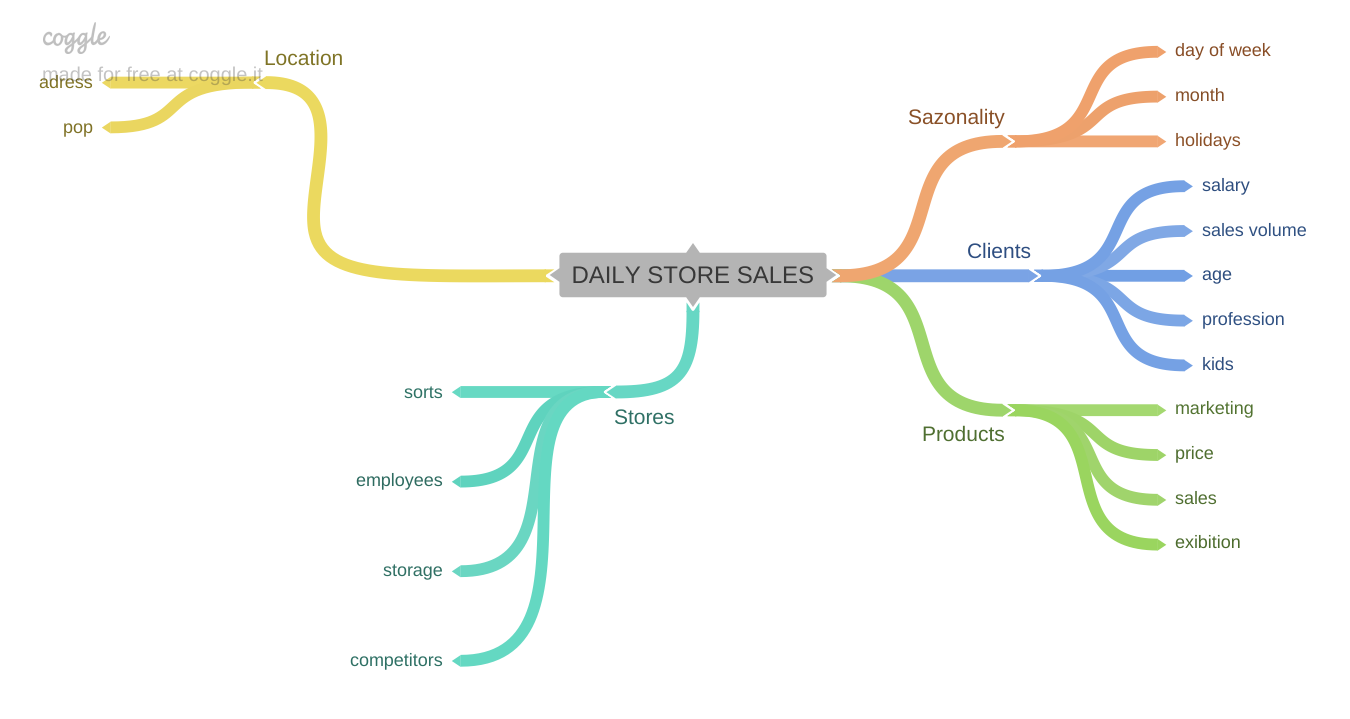 coggle
made for free at coggle.it
Location
adress
pop
DAILY STORE SALES
Sazonality
day of week
month
holidays
Clients
salary
sales volume
age
profession
kids
Products
marketing
price
sales
exibition
Stores
sorts
employees
storage
competitors